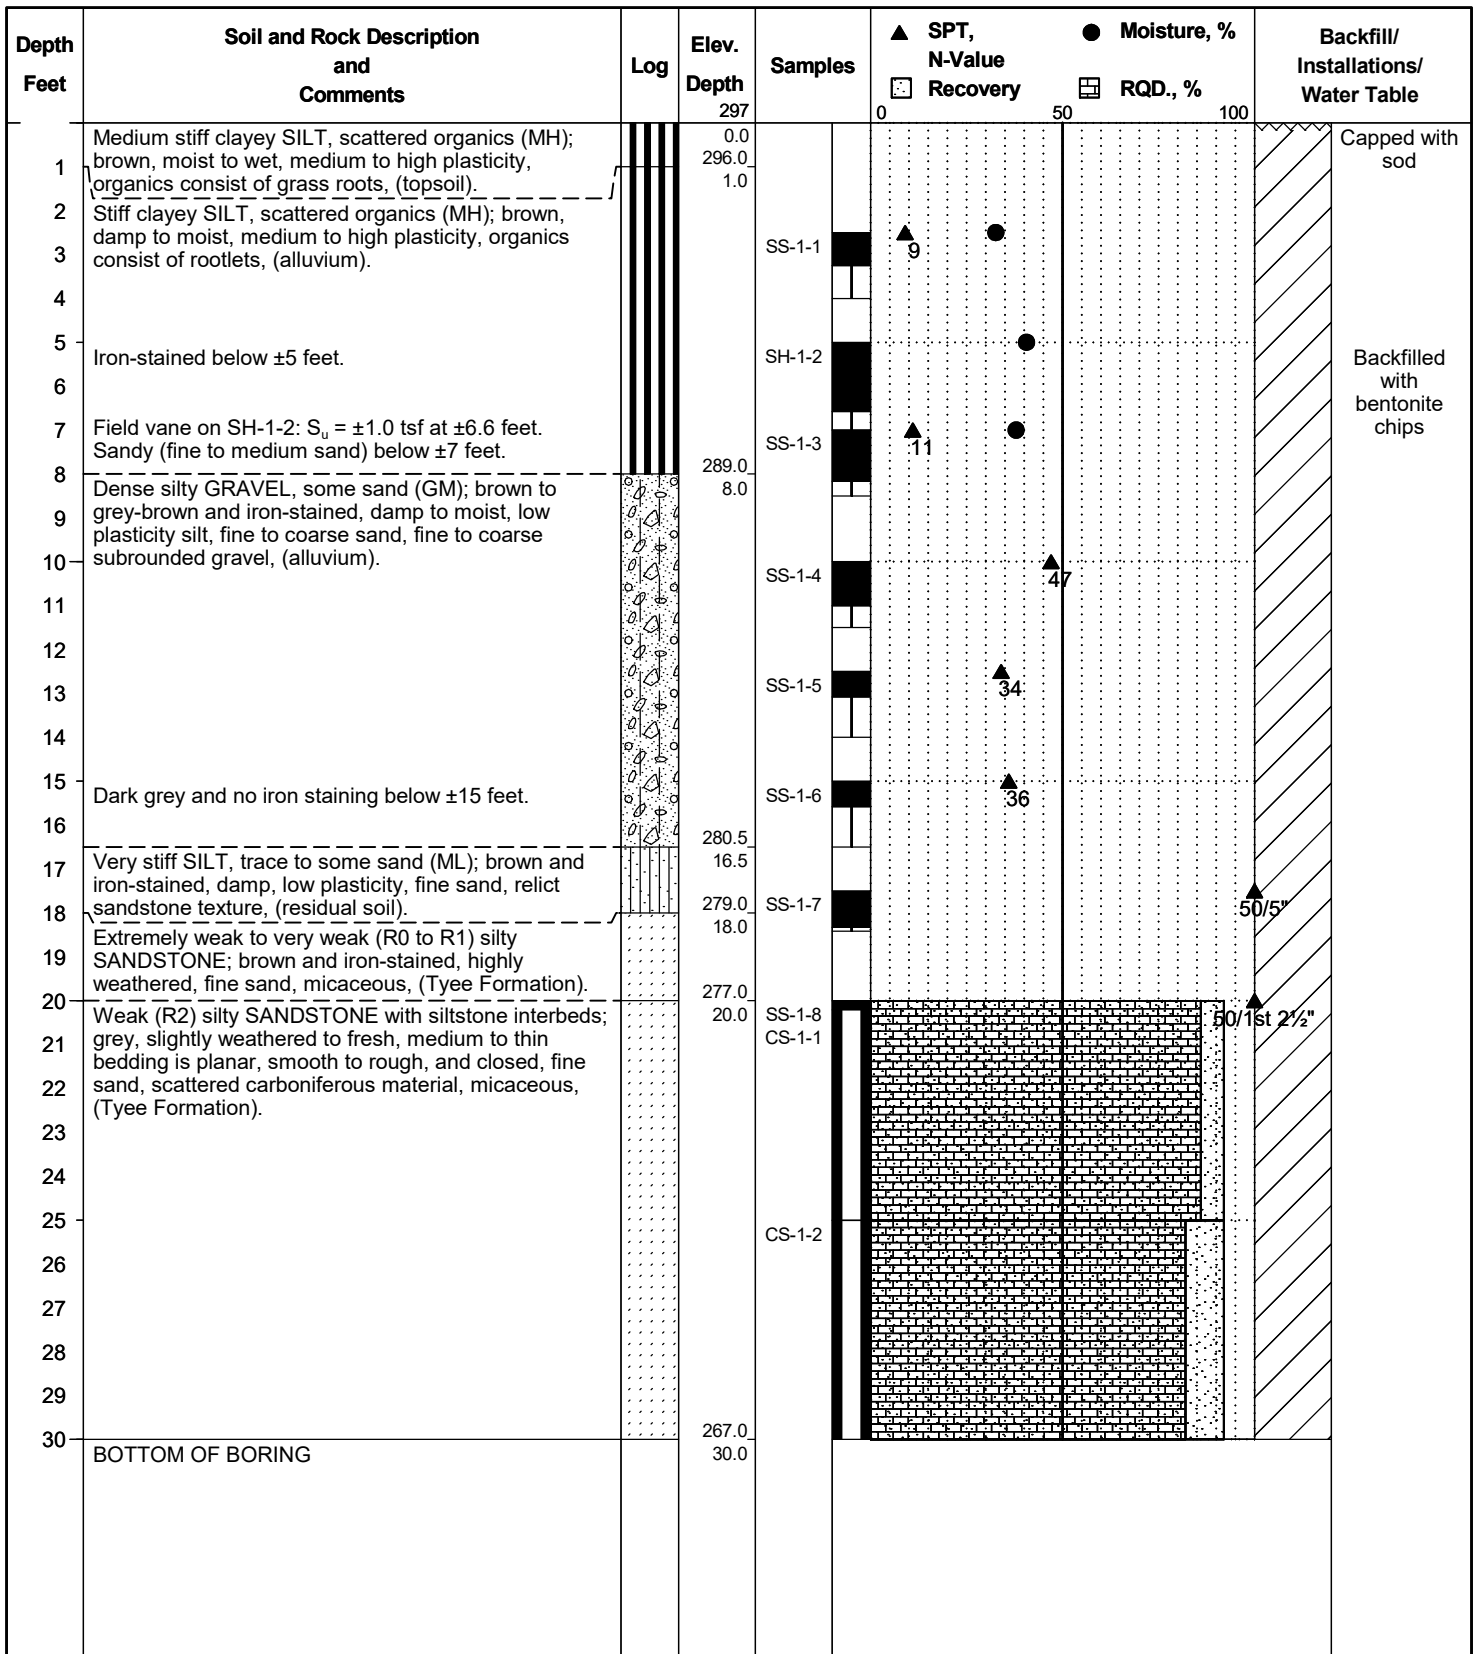 Depth
Feet
Soil and Rock Description
and
Comments
Log
Elev.
Depth
297
Samples
SPT,
N-Value
Moisture, %
Recovery
RQD., %
0 50 100
Backfill/
Installations/
Water Table
Medium stiff clayey SILT, scattered organics (MH);
brown, moist to wet, medium to high plasticity,
organics consist of grass roots, (topsoil).
0.0
296.0
1.0
Capped with
sod
1
2
Stiff clayey SILT, scattered organics (MH); brown,
damp to moist, medium to high plasticity, organics
consist of rootlets, (alluvium).
SS-1-1
9
3
4
5
Iron-stained below ±5 feet.
SH-1-2
Backfilled
with
bentonite
chips
6
7
Field vane on SH-1-2: Su = ±1.0 tsf at ±6.6 feet.
Sandy (fine to medium sand) below ±7 feet.
SS-1-3
11
8
289.0
8.0
Dense silty GRAVEL, some sand (GM); brown to
grey-brown and iron-stained, damp to moist, low
plasticity silt, fine to coarse sand, fine to coarse
subrounded gravel, (alluvium).
9
10
SS-1-4
47
11
12
13
SS-1-5
34
14
15
Dark grey and no iron staining below ±15 feet.
SS-1-6
36
16
280.5
16.5
17
Very stiff SILT, trace to some sand (ML); brown and
iron-stained, damp, low plasticity, fine sand, relict
sandstone texture, (residual soil).
18
279.0
18.0
SS-1-7
50/5"
Extremely weak to very weak (R0 to R1) silty
SANDSTONE; brown and iron-stained, highly
weathered, fine sand, micaceous, (Tyee Formation).
19
20
277.0
20.0
Weak (R2) silty SANDSTONE with siltstone interbeds;
grey, slightly weathered to fresh, medium to thin
bedding is planar, smooth to rough, and closed, fine
sand, scattered carboniferous material, micaceous,
(Tyee Formation).
SS-1-8
50/1st 2½"
CS-1-1
21
22
23
24
25
CS-1-2
26
27
28
29
30
267.0
30.0
BOTTOM OF BORING